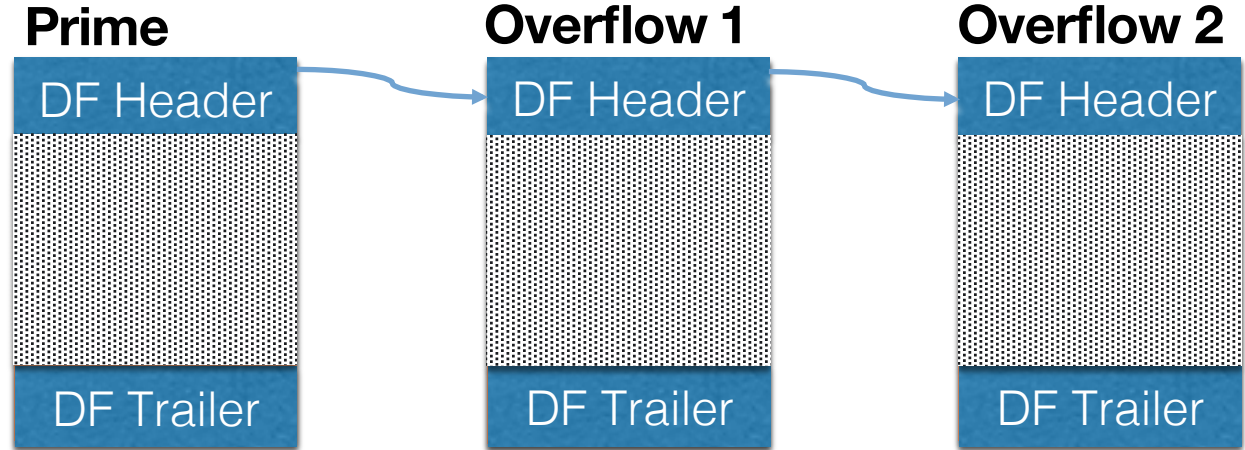 Prime
Overflow 1
Overflow 2
DF Header
DF Header
DF Header
DF Trailer
DF Trailer
DF Trailer